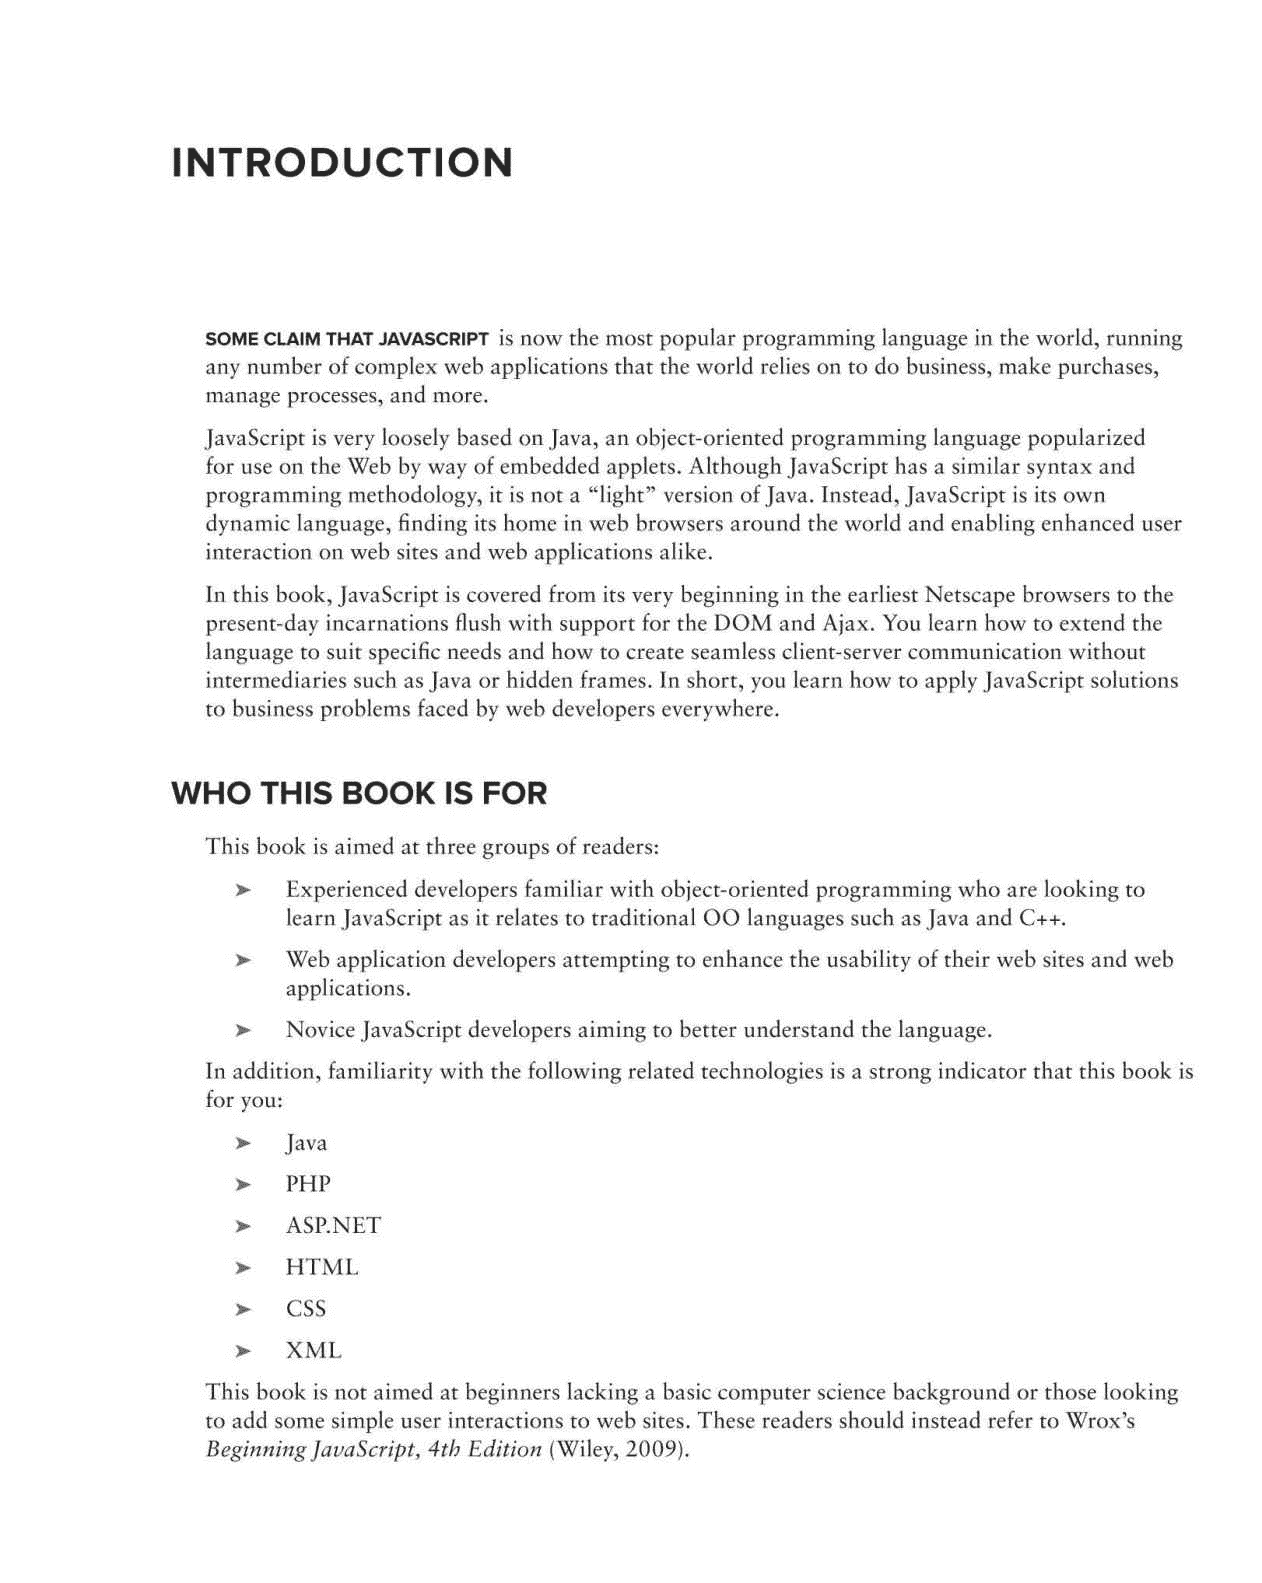 INTRODUCTION
SOME CLAIM THAT JAVASCRIPT is now the most popular programming language in the world, running
any number of complex web applications that the world relies on to do business, make purchases,
manage processes, and more.
JavaScript is very loosely based on Java, an object-oriented programming language popularized
for use on the Web by way of embedded applets. Although JavaScript has a similar syntax and
programming methodology, it is not a “light” version of Java. Instead, JavaScript is its own
dynamic language, finding its home in web browsers around the world and enabling enhanced user
interaction on web sites and web applications alike.
In this book, JavaScript is covered from its very beginning in the earliest Netscape browsers to the
present-day incarnations flush with support for the DOM and Ajax. You learn how to extend the
language to suit specific needs and how to create seamless client-server communication without
intermediaries such as Java or hidden frames. In short, you learn how to apply JavaScript solutions
to business problems faced by web developers everywhere.
WHO THIS BOOK IS FOR
This book is aimed at three groups of readers:
➤ Experienced developers familiar with object-oriented programming who are looking to
learn JavaScript as it relates to traditional OO languages such as Java and C++.
➤ Web application developers attempting to enhance the usability of their web sites and web
applications.
➤ Novice JavaScript developers aiming to better understand the language.
In addition, familiarity with the following related technologies is a strong indicator that this book is
for you:
➤ Java
➤ PHP
➤ ASP.NET
➤ HTML
➤ CSS
➤ XML
This book is not aimed at beginners lacking a basic computer science background or those looking
to add some simple user interactions to web sites. These readers should instead refer to Wrox’s
Beginning JavaScript, 4th Edition (Wiley, 2009).